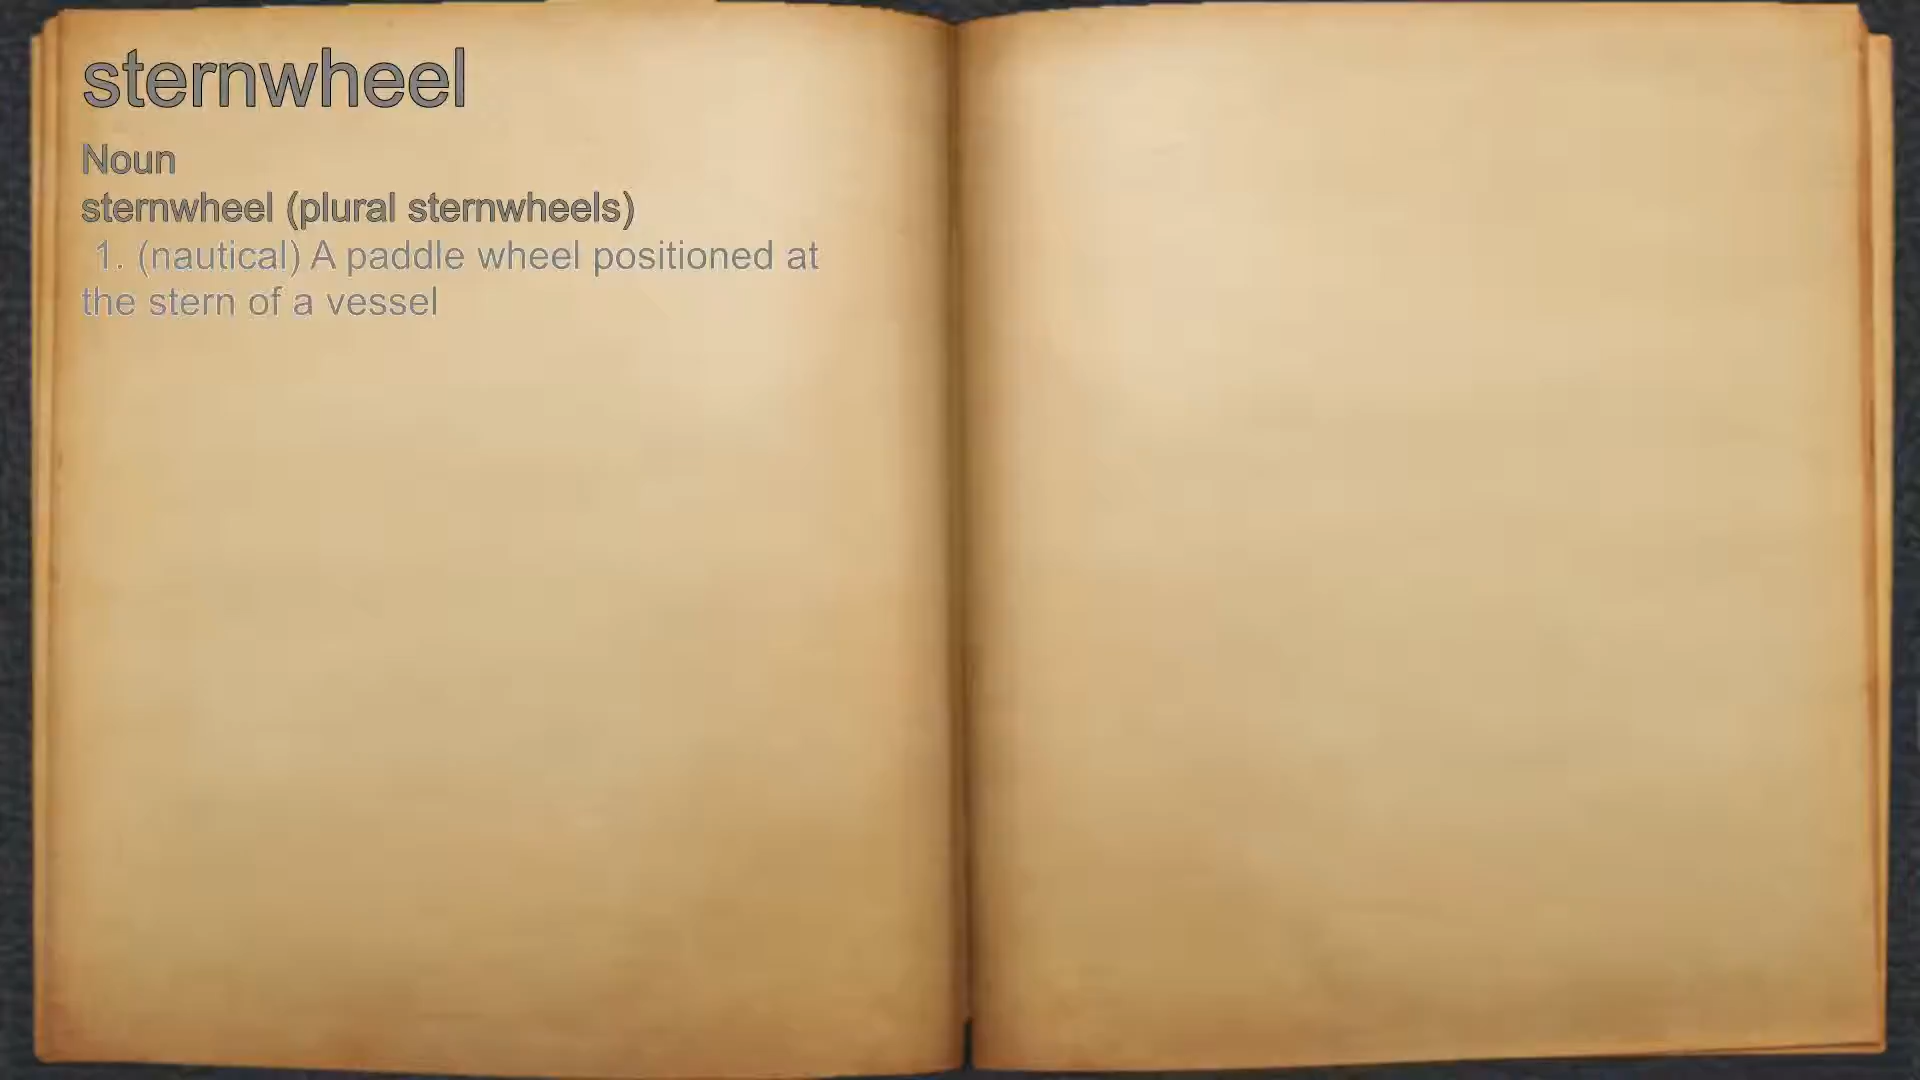 sternwheel
Noun
sternwheel (plural sternwheels)
1. (nautical) A paddle wheel positioned at
the stern of a vessel